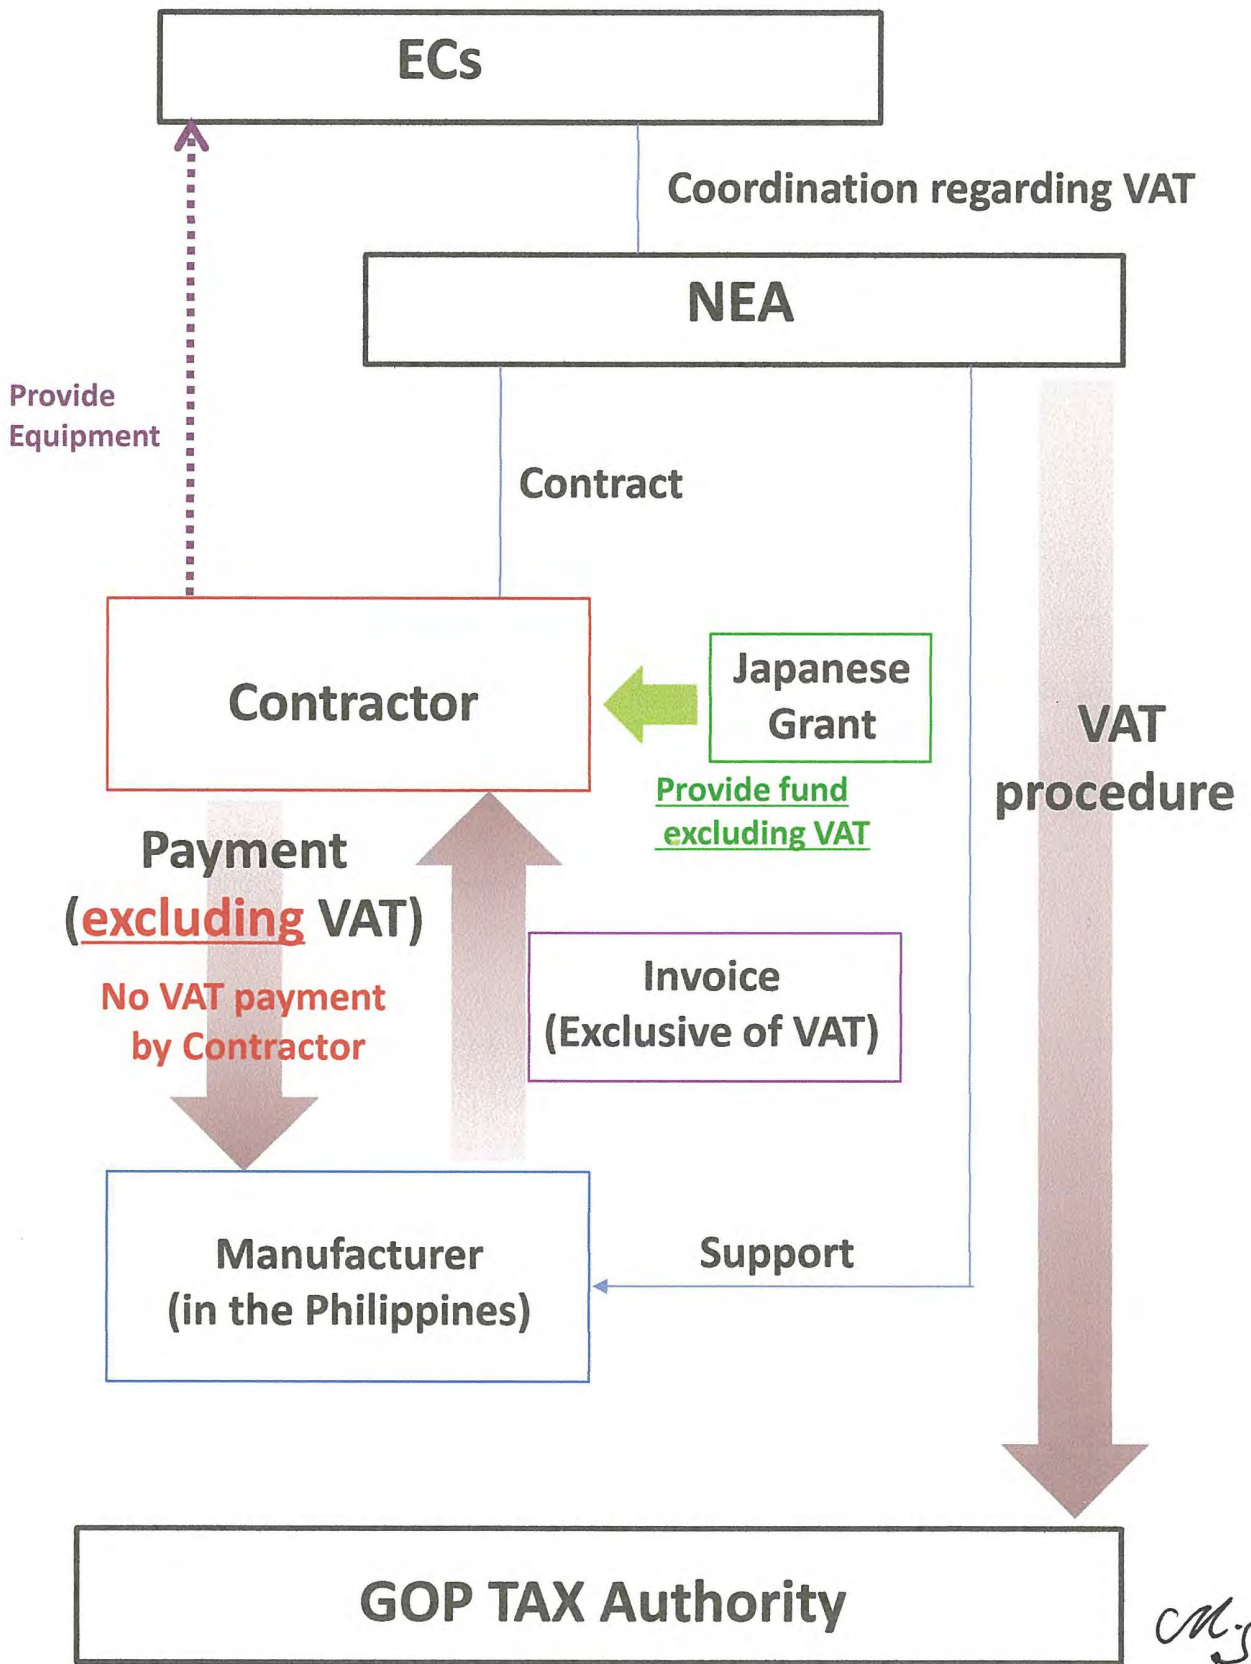 ECs
Coordination regarding VAT
NEA
Provide
Equipment
Contract
Contractor
Japanese
Grant
Provide fund
excluding VAT
VAT
procedure
Payment
(excluding VAT)
No VAT payment
by Contractor
Invoice
(Exclusive of VAT)
Manufacturer
(in the Philippines)
Support
GOP TAX Authority